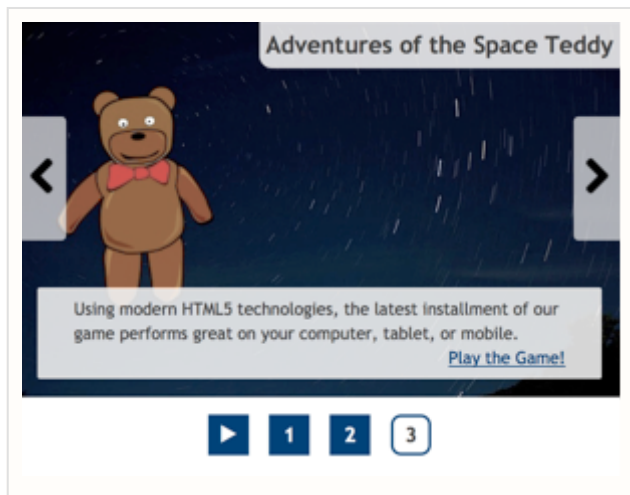 Adventures of the Space Teddy
Using modern HTML5 technologies, the latest installment of our
game performs great on your computer, tablet, or mobile.
Play the Game!
1 2 3